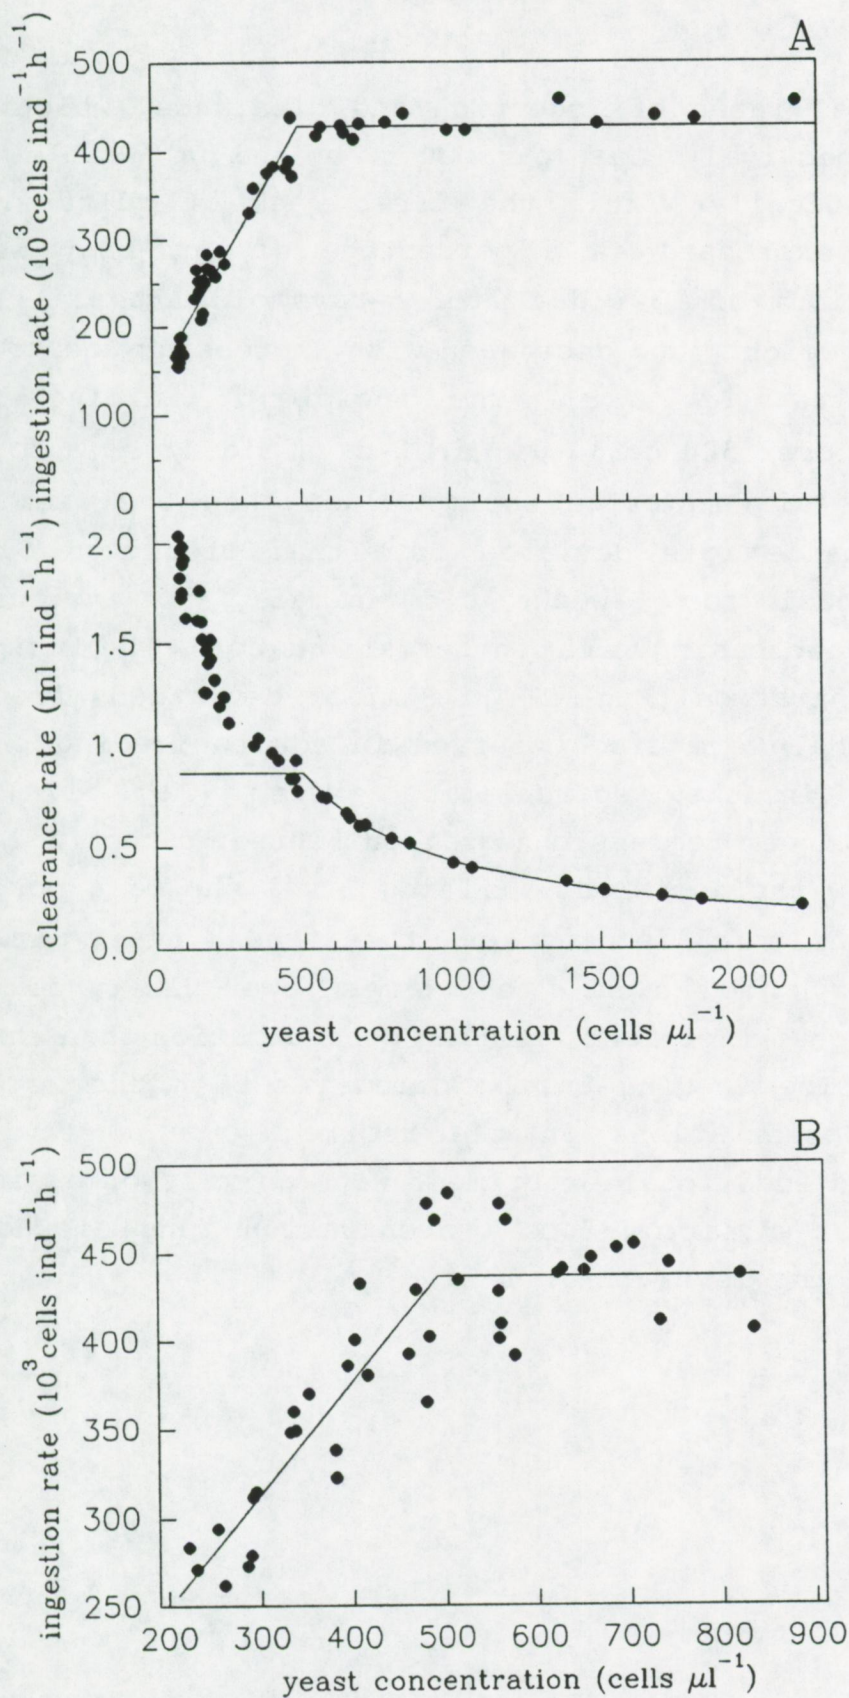 A
500
400
300
200
100
0
ingestion rate (10³ cells ind⁻¹h⁻¹)
2.0
1.5
1.0
0.5
0.0
clearance rate (ml ind⁻¹h⁻¹)
0 500 1000 1500 2000
yeast concentration (cells μl⁻¹)
B
500
450
400
350
300
250
ingestion rate (10³ cells ind⁻¹h⁻¹)
200 300 400 500 600 700 800 900
yeast concentration (cells μl⁻¹)